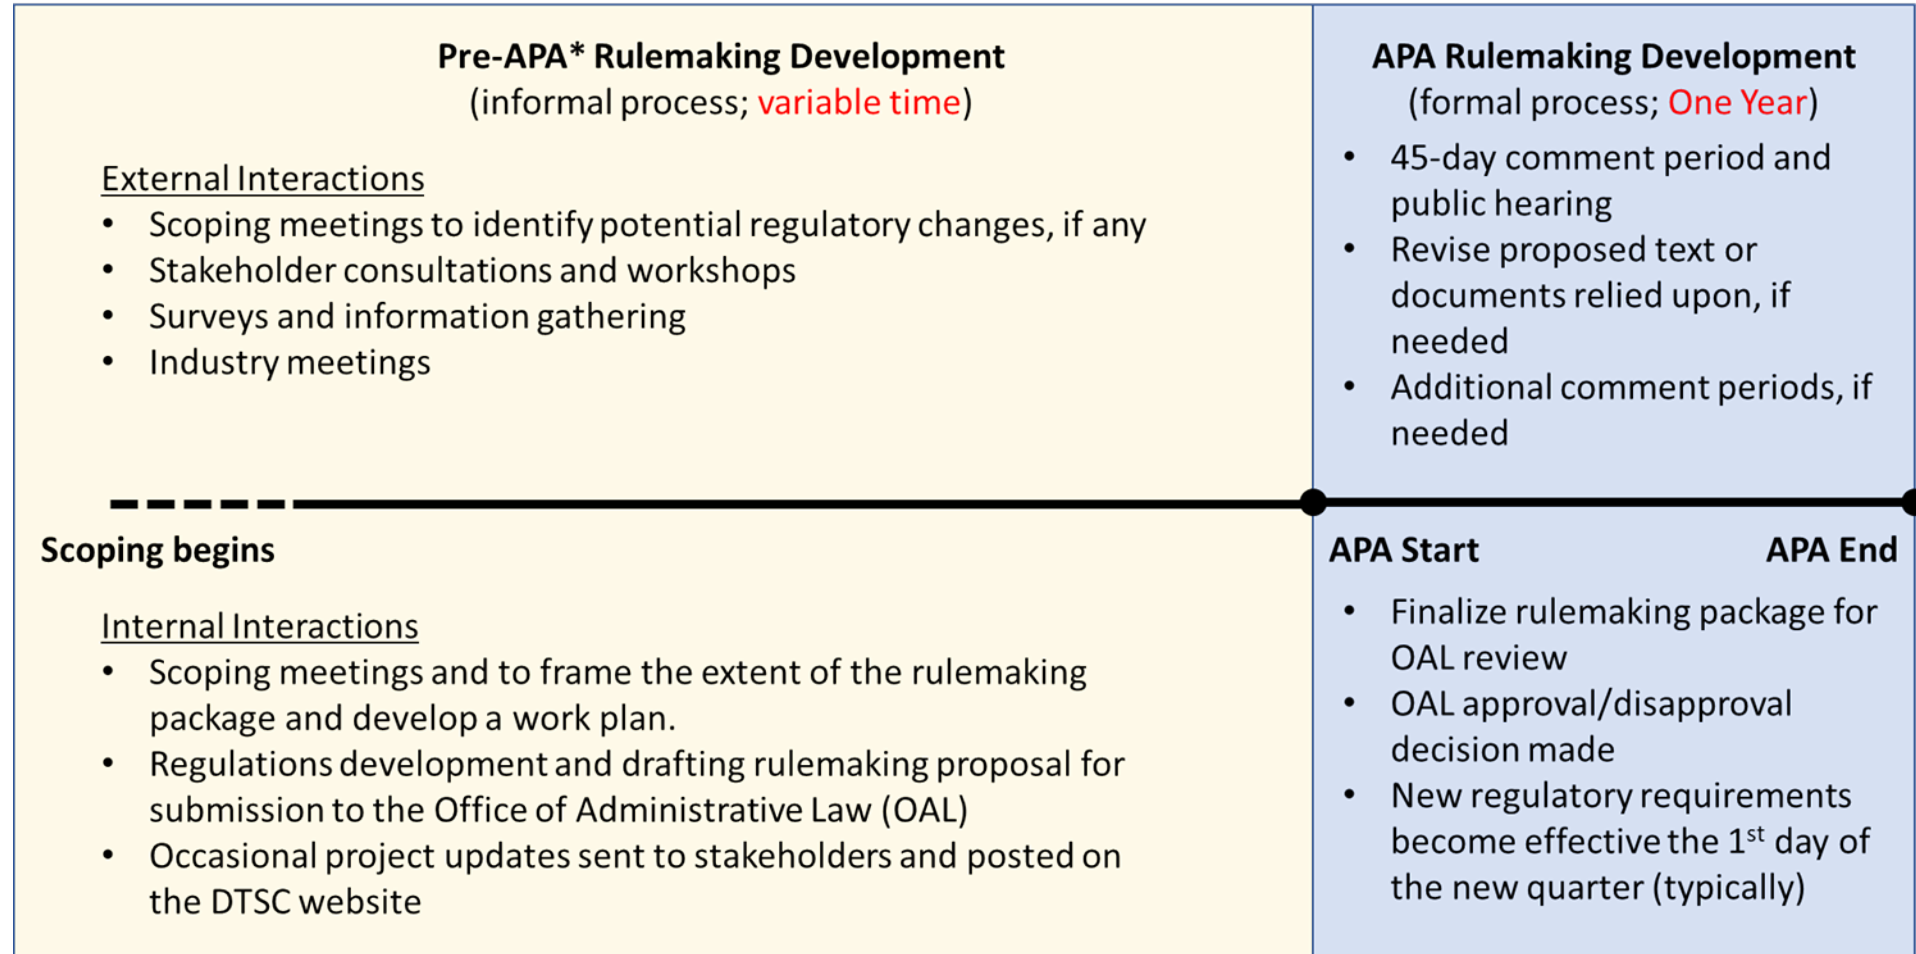 Pre-APA* Rulemaking Development
(informal process; variable time)
External Interactions
• Scoping meetings to identify potential regulatory changes, if any
• Stakeholder consultations and workshops
• Surveys and information gathering
• Industry meetings
APA Rulemaking Development
(formal process; One Year)
• 45-day comment period and
public hearing
• Revise proposed text or
documents relied upon, if
needed
• Additional comment periods, if
needed
Scoping begins
APA Start
APA End
Internal Interactions
• Scoping meetings and to frame the extent of the rulemaking
package and develop a work plan.
• Regulations development and drafting rulemaking proposal for
submission to the Office of Administrative Law (OAL)
• Occasional project updates sent to stakeholders and posted on
the DTSC website
• Finalize rulemaking package for
OAL review
• OAL approval/disapproval
decision made
• New regulatory requirements
become effective the 1st day of
the new quarter (typically)